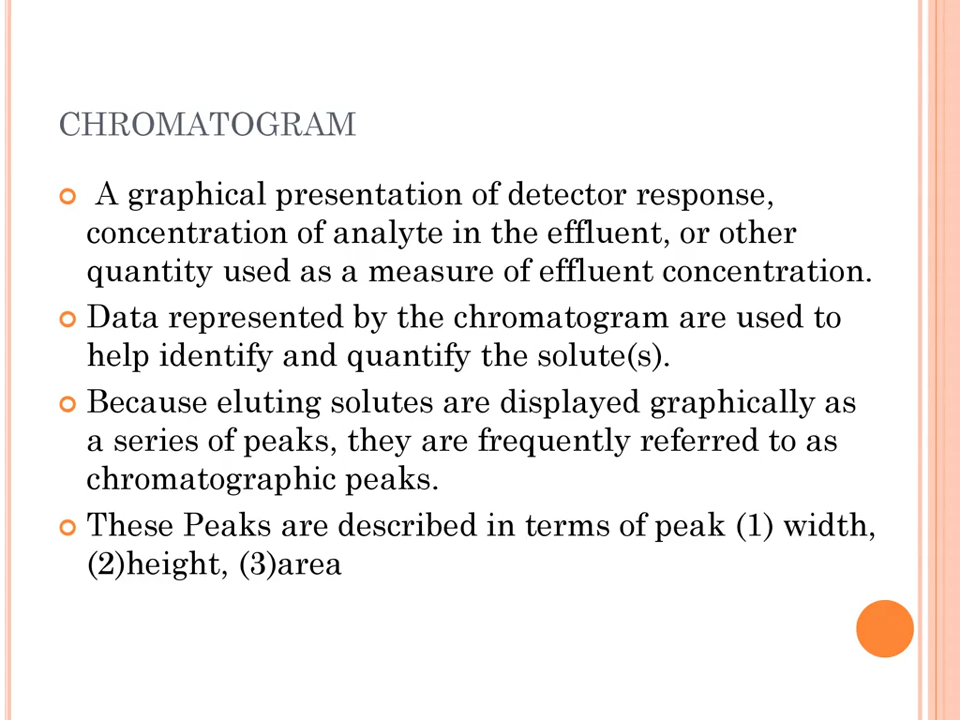 CHROMATOGRAM
A graphical presentation of detector response,
concentration of analyte in the effluent, or other
quantity used as a measure of effluent concentration.
Data represented by the chromatogram are used to
help identify and quantify the solute(s).
Because eluting solutes are displayed graphically as
a series of peaks, they are frequently referred to as
chromatographic peaks.
These Peaks are described in terms of peak (1) width,
(2)height, (3)area